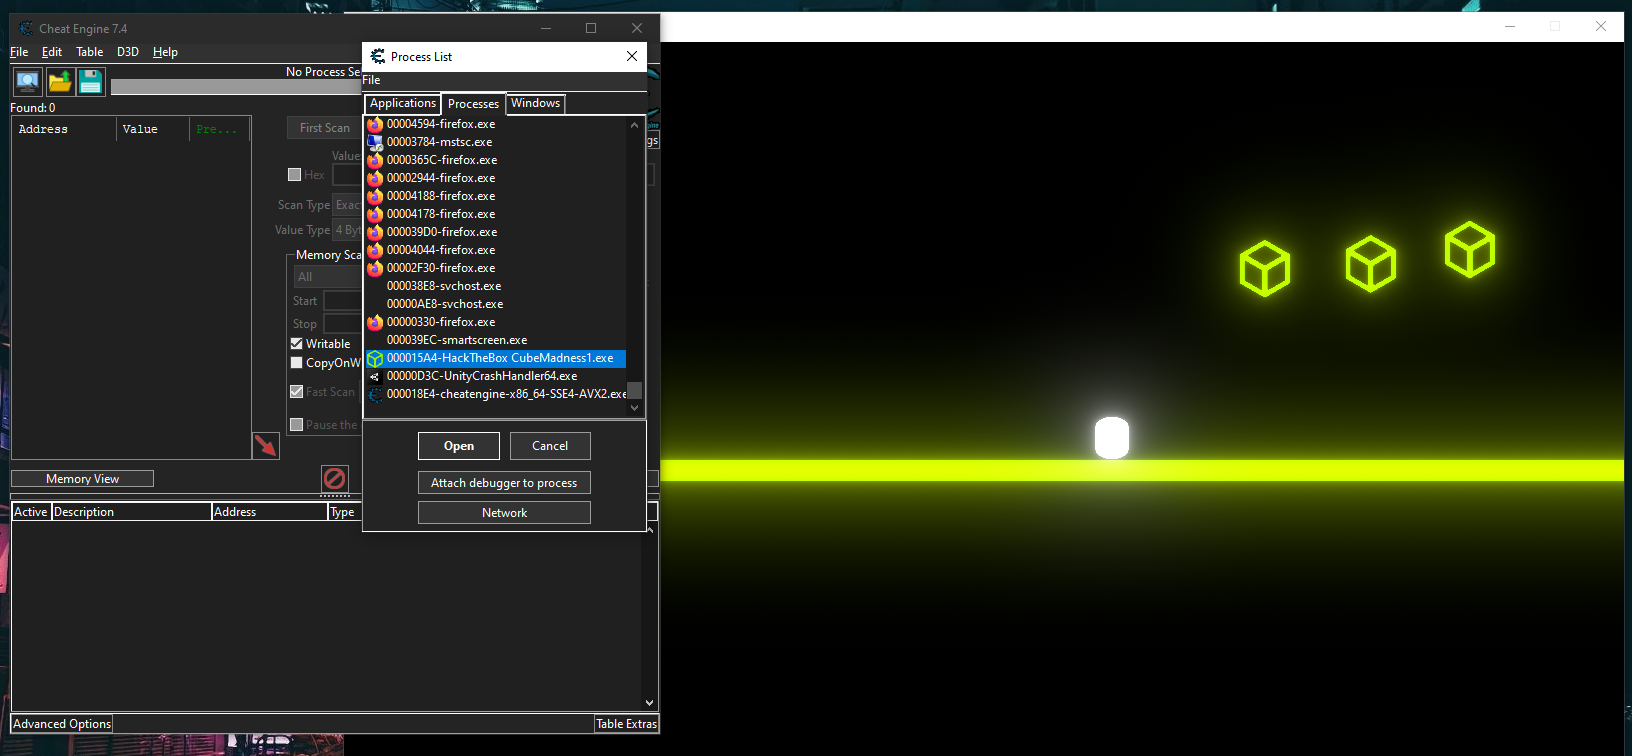 Cheat Engine 7.4
File Edit Table D3D Help
No Process Se
Found: 0
Address Value Pre...
First Scan
Value:
Hex
Scan Type Exac
Value Type 4 Byt
Memory Sca
All
Start
Stop
Writable
CopyOnW
Fast Scan
Pause the
Memory View
Active Description Address Type
Advanced Options
Table Extras
gs
Process List
File
Applications Processes Windows
00004594-firefox.exe
00003784-mstsc.exe
0000365C-firefox.exe
00002944-firefox.exe
00004188-firefox.exe
00004178-firefox.exe
000039D0-firefox.exe
00004044-firefox.exe
00002F30-firefox.exe
000038E8-svchost.exe
00000AE8-svchost.exe
00000330-firefox.exe
000039EC-smartscreen.exe
000015A4-HackTheBox CubeMadness1.exe
00000D3C-UnityCrashHandler64.exe
000018E4-cheatengine-x86_64-SSE4-AVX2.exe
Open Cancel
Attach debugger to process
Network